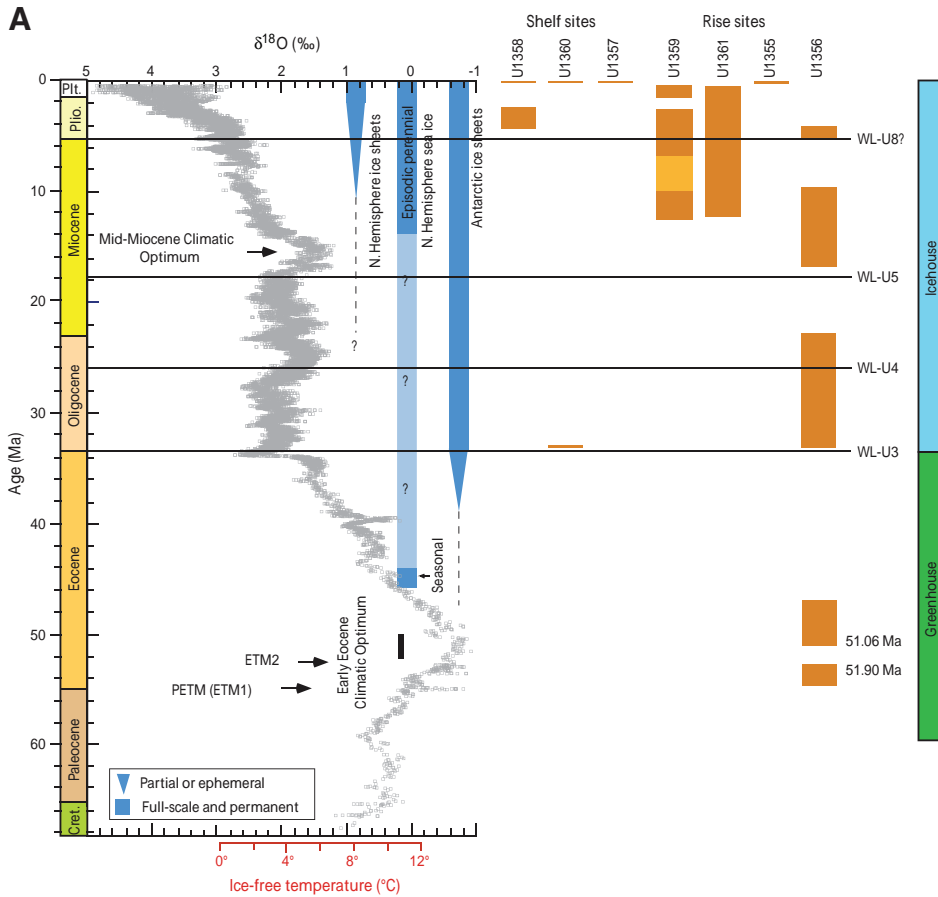 A
δ18O (‰)
Shelf sites
Rise sites
U1358
U1360
U1357
U1359
U1361
U1355
U1356
5
4
3
2
1
0
-1
0
10
20
30
40
50
60
Age (Ma)
Plt.
Plio.
Miocene
Oligocene
Eocene
Paleocene
Cret.
N. Hemisphere ice sheets
Episodic perennial
N. Hemisphere sea ice
Antarctic ice sheets
Mid-Miocene Climatic
Optimum
?
?
?
?
Seasonal
Early Eocene
Climatic Optimum
ETM2
PETM (ETM1)
WL-U8?
WL-U5
WL-U4
WL-U3
51.06 Ma
51.90 Ma
Icehouse
Greenhouse
Partial or ephemeral
Full-scale and permanent
0°
4°
8°
12°
Ice-free temperature (°C)